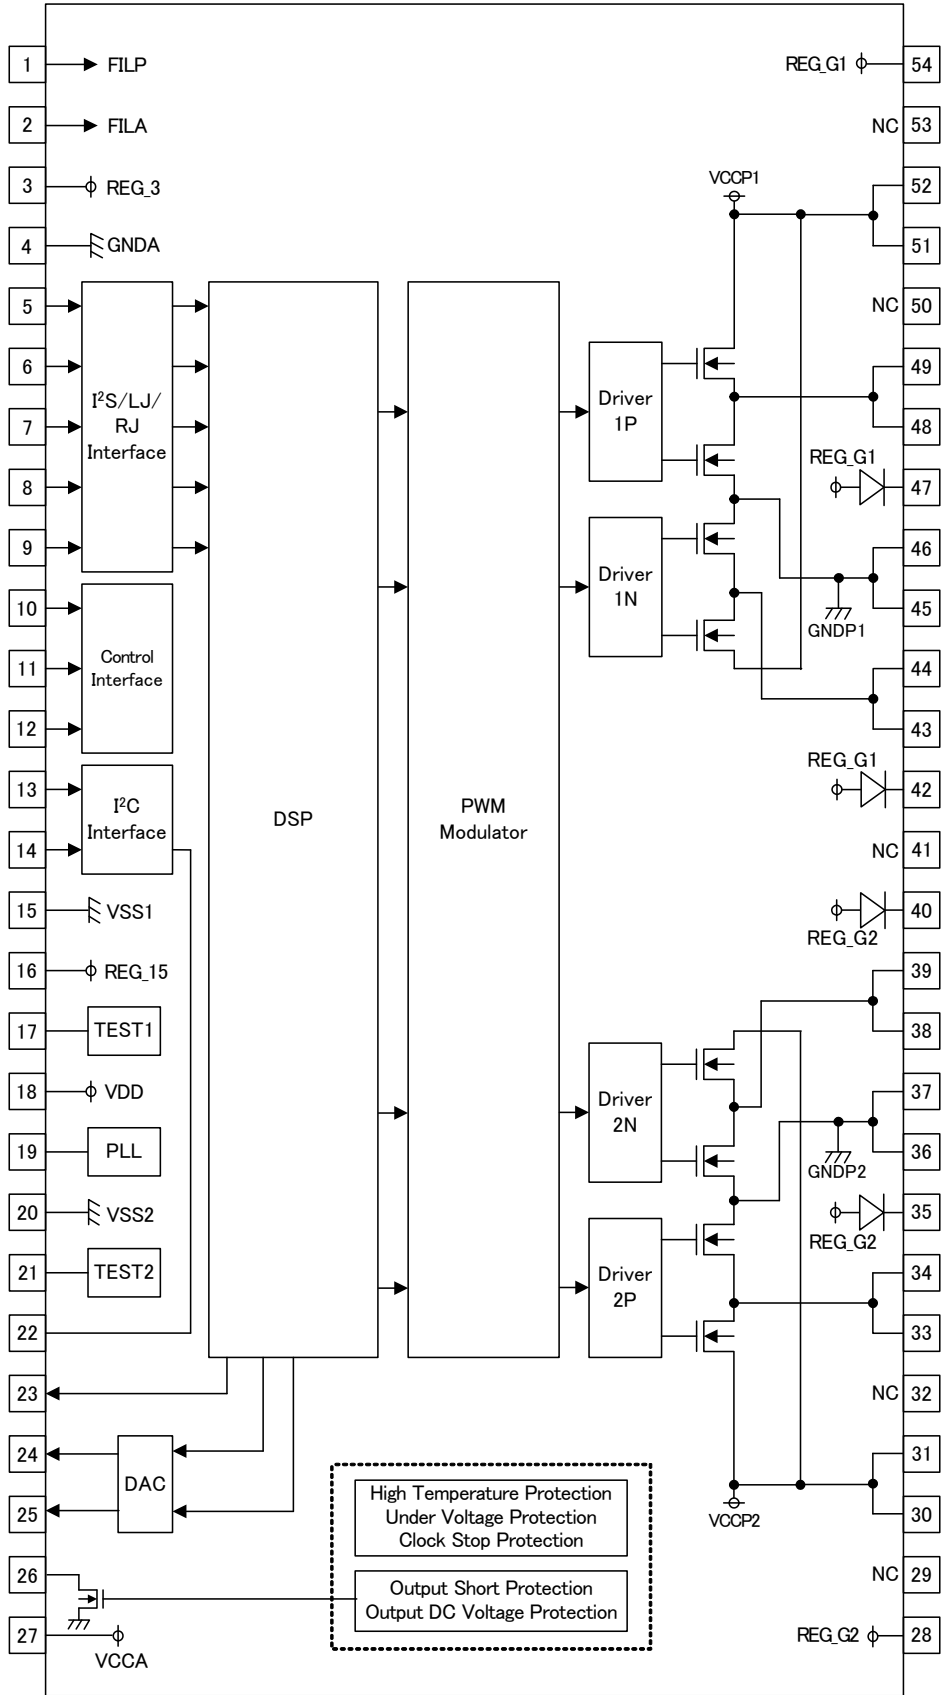 1 FILP
REG_G1 54
2 FILA
NC 53
3 REG_3
VCCP1
52
4 GNDA
51
5
NC 50
6
49
I²S/LJ/
RJ
Interface
Driver
1P
7
48
REG_G1
8
47
9
46
Driver
1N
10
45
GNDP1
Control
Interface
11
44
12
43
REG_G1
13
42
I²C
Interface
DSP
PWM
Modulator
14
NC 41
15 VSS1
40
REG_G2
16 REG_15
39
17 TEST1
38
18 VDD
37
Driver
2N
19 PLL
36
GNDP2
20 VSS2
35
REG_G2
21 TEST2
34
Driver
2P
22
33
23
NC 32
24
31
DAC
High Temperature Protection
Under Voltage Protection
Clock Stop Protection
25
30
VCCP2
26
NC 29
Output Short Protection
Output DC Voltage Protection
27
VCCA
REG_G2 28